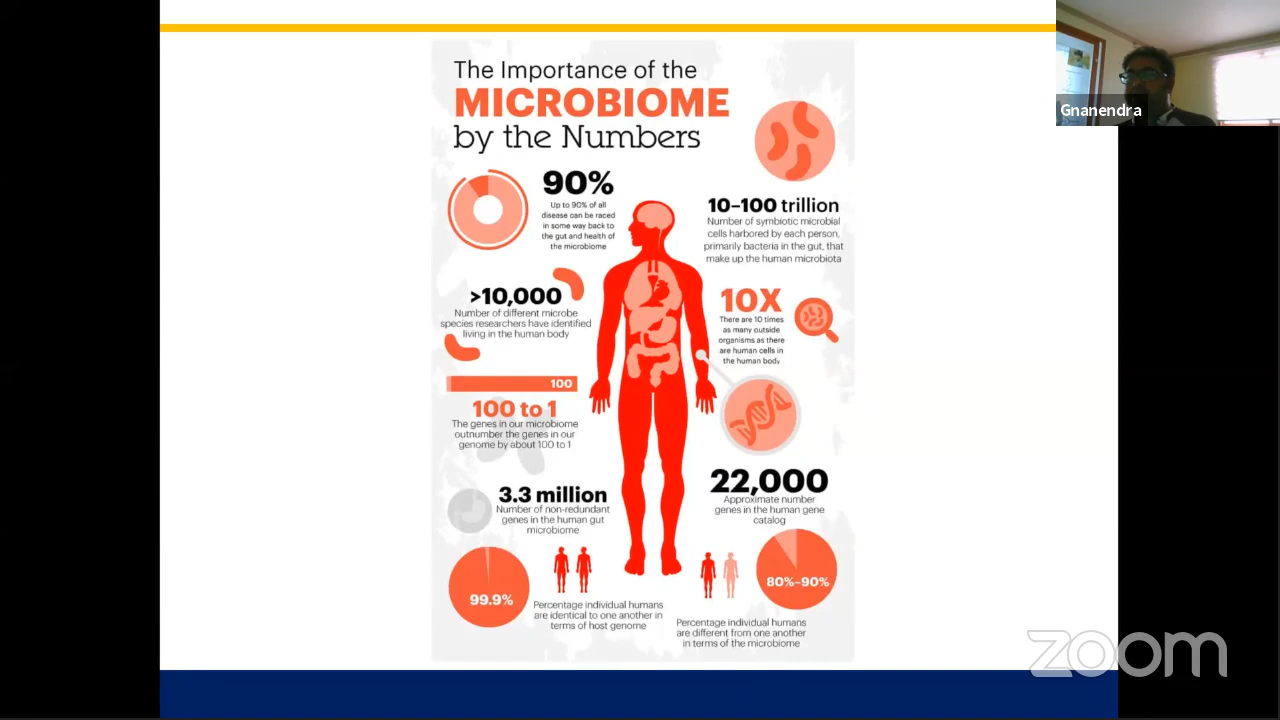 The Importance of the
MICROBIOME
by the Numbers
90%
Up to 90% of all
disease can be raced
in some way back to
the gut and health of
the microbiome
10–100 trillion
Number of symbiotic microbial
cells harbored by each person,
primarily bacteria in the gut, that
make up the human microbiota
>10,000
Number of different microbe
species researchers have identified
living in the human body
10X
There are 10 times
as many outside
organisms as there
are human cells in
the human body
100
100 to 1
The genes in our microbiome
outnumber the genes in our
genome by about 100 to 1
22,000
Approximate number
genes in the human gene
catalog
3.3 million
Number of non-redundant
genes in the human gut
microbiome
99.9%
Percentage individual humans
are identical to one another in
terms of host genome
80%–90%
Percentage individual humans
are different from one another
in terms of the microbiome
Gnanendra
zoom